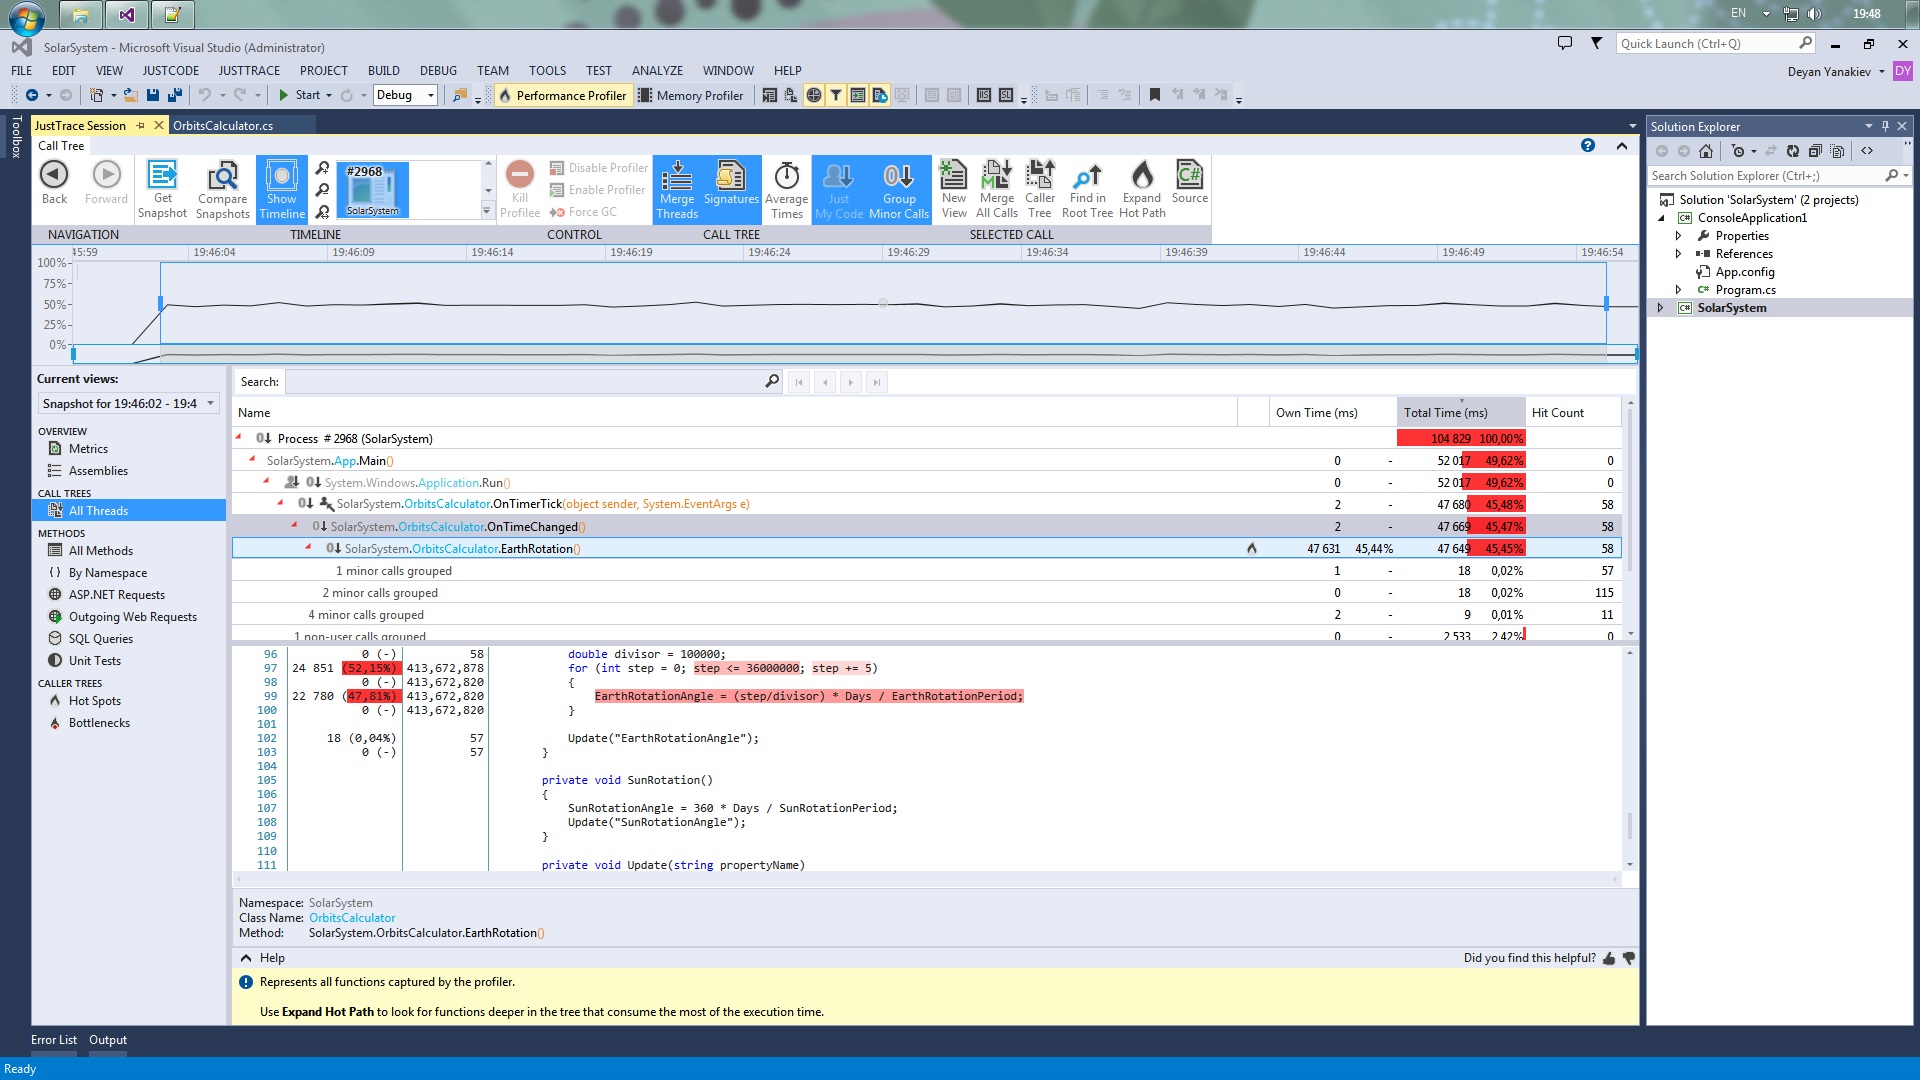 EN 19:48
SolarSystem - Microsoft Visual Studio (Administrator)
Quick Launch (Ctrl+Q)
FILE EDIT VIEW JUSTCODE JUSTTRACE PROJECT BUILD DEBUG TEAM TOOLS TEST ANALYZE WINDOW HELP
Deyan Yanakiev DY
Start Debug Performance Profiler Memory Profiler
Toolbox
JustTrace Session OrbitsCalculator.cs
Call Tree
Back Forward Get Snapshot Compare Snapshots Show Timeline
#2968
SolarSystem
Kill Profilee Disable Profiler Enable Profiler Force GC
Merge Threads Signatures Average Times Just My Code Group Minor Calls
New View Merge All Calls Caller Tree Find in Root Tree Expand Hot Path Source
NAVIGATION TIMELINE CONTROL CALL TREE SELECTED CALL
45:59 19:46:04 19:46:09 19:46:14 19:46:19 19:46:24 19:46:29 19:46:34 19:46:39 19:46:44 19:46:49 19:46:54
100%
75%
50%
25%
0%
Current views:
Snapshot for 19:46:02 - 19:4
OVERVIEW
Metrics
Assemblies
CALL TREES
All Threads
METHODS
All Methods
By Namespace
ASP.NET Requests
Outgoing Web Requests
SQL Queries
Unit Tests
CALLER TREES
Hot Spots
Bottlenecks
Search:
Name Own Time (ms) Total Time (ms) Hit Count
Process # 2968 (SolarSystem) 104 829 100,00%
SolarSystem.App.Main() 0 - 52 017 49,62% 0
System.Windows.Application.Run() 0 - 52 017 49,62% 0
SolarSystem.OrbitsCalculator.OnTimerTick(object sender, System.EventArgs e) 2 - 47 680 45,48% 58
SolarSystem.OrbitsCalculator.OnTimeChanged() 2 - 47 669 45,47% 58
SolarSystem.OrbitsCalculator.EarthRotation() 47 631 45,44% 47 649 45,45% 58
1 minor calls grouped 1 - 18 0,02% 57
2 minor calls grouped 0 - 18 0,02% 115
4 minor calls grouped 2 - 9 0,01% 11
1 non-user calls grouped 0 - 2 533 2,42% 0
96 0 (-) 58 double divisor = 100000;
97 24 851 (52,15%) 413,672,878 for (int step = 0; step <= 36000000; step += 5)
98 0 (-) 413,672,820 {
99 22 780 (47,81%) 413,672,820 EarthRotationAngle = (step/divisor) * Days / EarthRotationPeriod;
100 0 (-) 413,672,820 }
101
102 18 (0,04%) 57 Update("EarthRotationAngle");
103 0 (-) 57 }
104
105 private void SunRotation()
106 {
107 SunRotationAngle = 360 * Days / SunRotationPeriod;
108 Update("SunRotationAngle");
109 }
110
111 private void Update(string propertyName)
Namespace: SolarSystem
Class Name: OrbitsCalculator
Method: SolarSystem.OrbitsCalculator.EarthRotation()
Help Did you find this helpful?
Represents all functions captured by the profiler.
Use Expand Hot Path to look for functions deeper in the tree that consume the most of the execution time.
Solution Explorer
Search Solution Explorer (Ctrl+;)
Solution 'SolarSystem' (2 projects)
ConsoleApplication1
Properties
References
App.config
Program.cs
SolarSystem
Error List Output
Ready